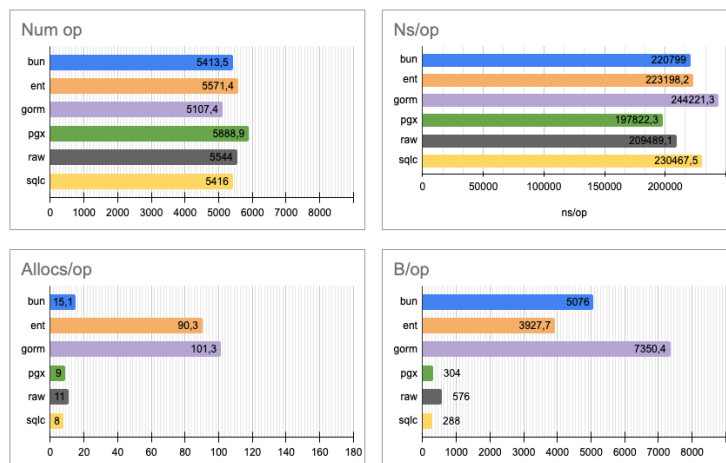 Num op
bun 5413,5
ent 5571,4
gorm 5107,4
pgx 5888,9
raw 5544
sqlc 5416
0 1000 2000 3000 4000 5000 6000 7000 8000
Ns/op
bun 220799
ent 223198,2
gorm 244221,3
pgx 197822,3
raw 209489,1
sqlc 230467,5
0 50000 100000 150000 200000
ns/op
Allocs/op
bun 15,1
ent 90,3
gorm 101,3
pgx 9
raw 11
sqlc 8
0 20 40 60 80 100 120 140 160 180
B/op
bun 5076
ent 3927,7
gorm 7350,4
pgx 304
raw 576
sqlc 288
0 1000 2000 3000 4000 5000 6000 7000 8000